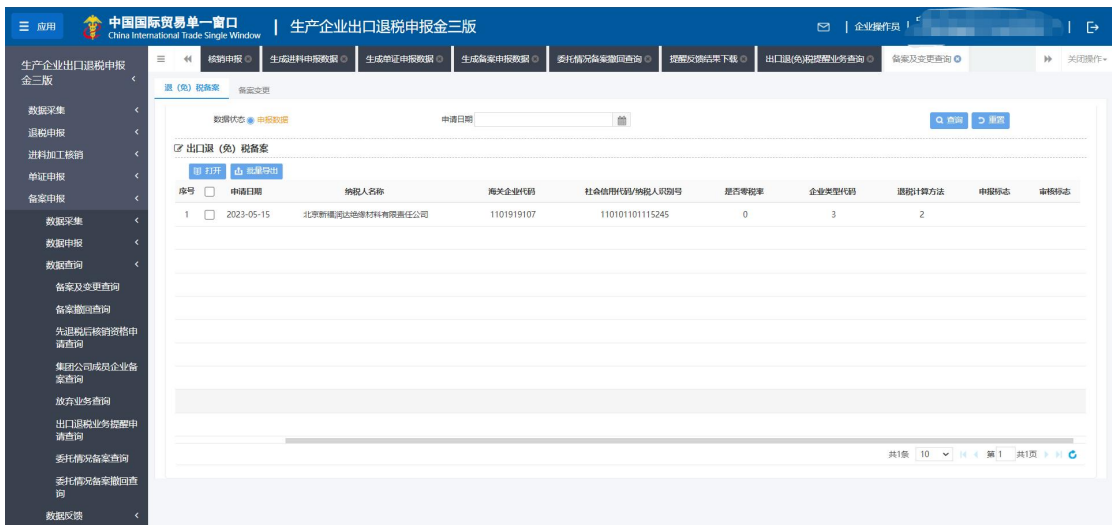 应用
中国国际贸易单一窗口
China International Trade Single Window
生产企业出口退税申报金三版
企业操作员
生产企业出口退税申报
金三版
核销申报
生成进料申报数据
生成单证申报数据
生成备案申报数据
委托情况备案撤回查询
提醒反馈结果下载
出口退(免)税提醒业务查询
备案及变更查询
关闭操作
退（免）税备案
备案变更
数据采集
退税申报
进料加工核销
单证申报
备案申报
数据采集
数据申报
数据查询
备案及变更查询
备案撤回查询
先退税后核销资格申
请查询
集团公司成员企业备
案查询
放弃业务查询
出口退税业务提醒申
请查询
委托情况备案查询
委托情况备案撤回查
询
数据反馈
数据状态 申报数据
申请日期
查询
重置
出口退（免）税备案
打开
批量导出
序号 申请日期 纳税人名称 海关企业代码 社会信用代码/纳税人识别号 是否零税率 企业类型代码 退税计算方法 申报标志 审核标志
1 2023-05-15 北京新福润达绝缘材料有限责任公司 1101919107 110101101115245 0 3 2
共1条 10 第 1 共1页